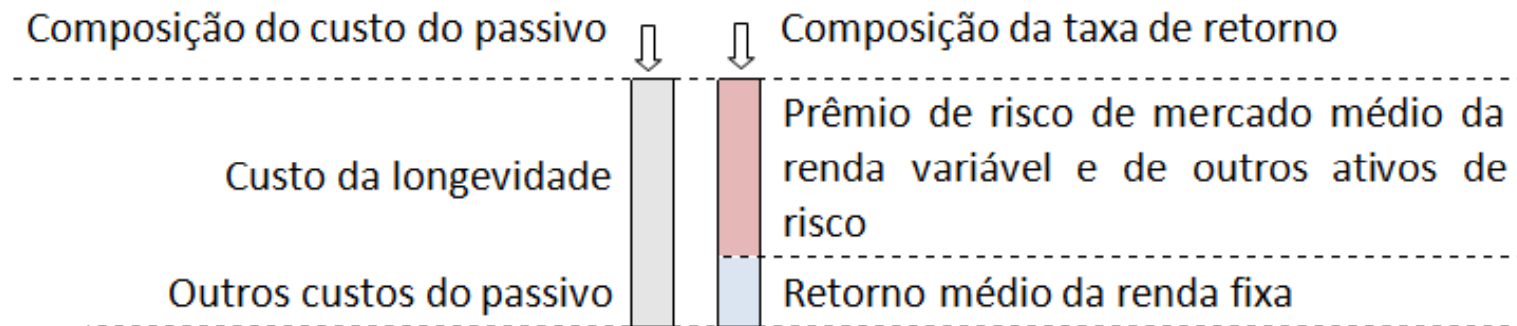 Composição do custo do passivo
Composição da taxa de retorno
Custo da longevidade
Prêmio de risco de mercado médio da
renda variável e de outros ativos de
risco
Outros custos do passivo
Retorno médio da renda fixa